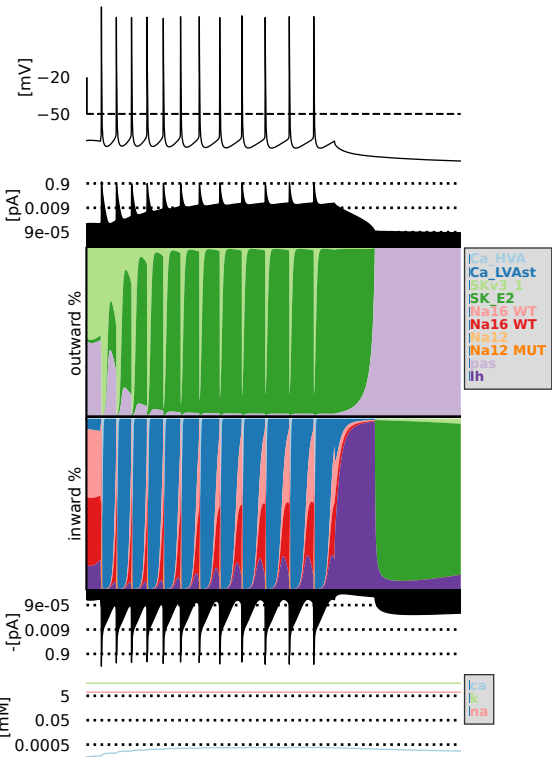 [mV]
−20
−50
[pA]
0.9
0.009
9e-05
outward %
Ca_HVA
Ca_LVAst
SKv3_1
SK_E2
Na16 WT
Na16 WT
Na12
Na12 MUT
pas
Ih
inward %
-[pA]
9e-05
0.009
0.9
[mM]
5
0.05
0.0005
ca
k
na